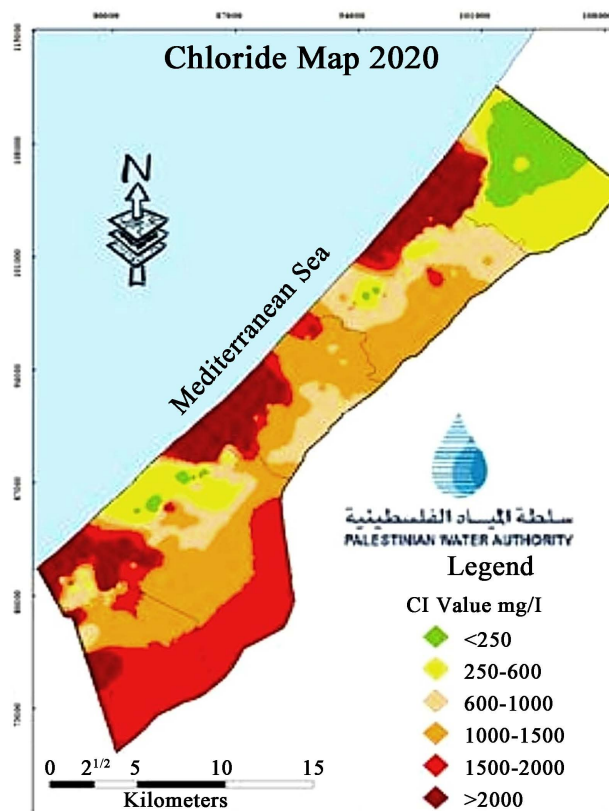 Chloride Map 2020
N
Mediterranean Sea
سلطة المياه الفلسطينية
PALESTINIAN WATER AUTHORITY
Legend
CI Value mg/I
<250
250-600
600-1000
1000-1500
1500-2000
>2000
0 2 1/2 5 10 15
Kilometers